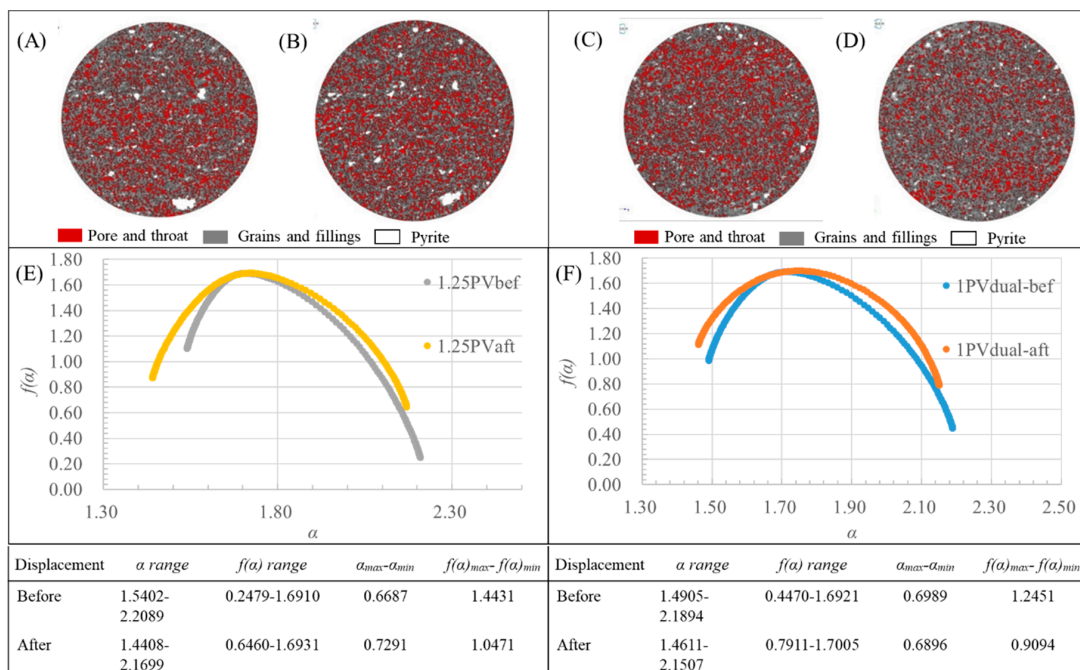 (A)
(B)
(C)
(D)
Pore and throat
Grains and fillings
Pyrite
Pore and throat
Grains and fillings
Pyrite
(E)
1.80
1.60
1.40
1.20
1.00
0.80
0.60
0.40
0.20
0.00
f(α)
1.25PVbef
1.25PVaft
1.30
1.80
2.30
α
(F)
1.80
1.60
1.40
1.20
1.00
0.80
0.60
0.40
0.20
0.00
f(α)
1PVdual-bef
1PVdual-aft
1.30
1.50
1.70
1.90
2.10
2.30
2.50
α
Displacement α range f(α) range αmax-αmin f(α)max- f(α)min
Before 1.5402- 0.2479-1.6910 0.6687 1.4431
2.2089
After 1.4408- 0.6460-1.6931 0.7291 1.0471
2.1699
Displacement α range f(α) range αmax-αmin f(α)max- f(α)min
Before 1.4905- 0.4470-1.6921 0.6989 1.2451
2.1894
After 1.4611- 0.7911-1.7005 0.6896 0.9094
2.1507